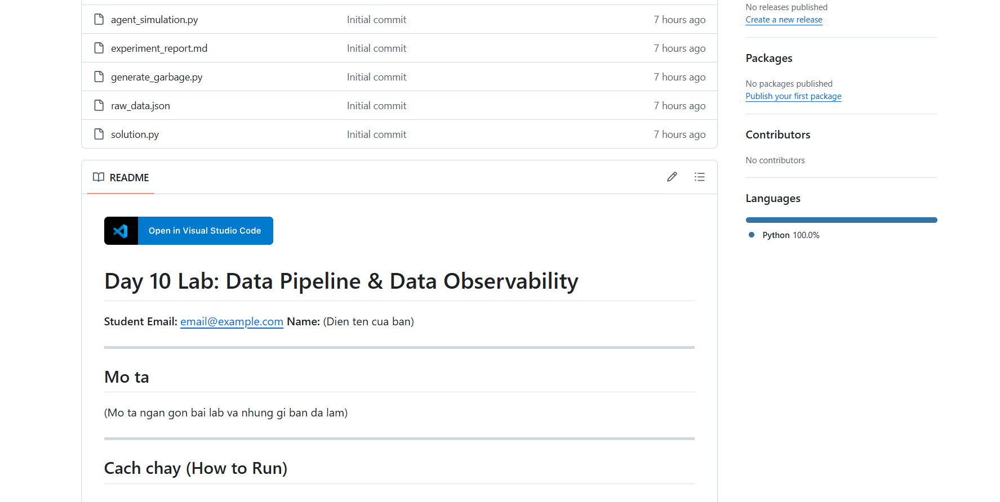 agent_simulation.py Initial commit 7 hours ago
experiment_report.md Initial commit 7 hours ago
generate_garbage.py Initial commit 7 hours ago
raw_data.json Initial commit 7 hours ago
solution.py Initial commit 7 hours ago
README
Open in Visual Studio Code
Day 10 Lab: Data Pipeline & Data Observability
Student Email: email@example.com Name: (Dien ten cua ban)
Mo ta
(Mo ta ngan gon bai lab va nhung gi ban da lam)
Cach chay (How to Run)
No releases published
Create a new release
Packages
No packages published
Publish your first package
Contributors
No contributors
Languages
Python 100.0%